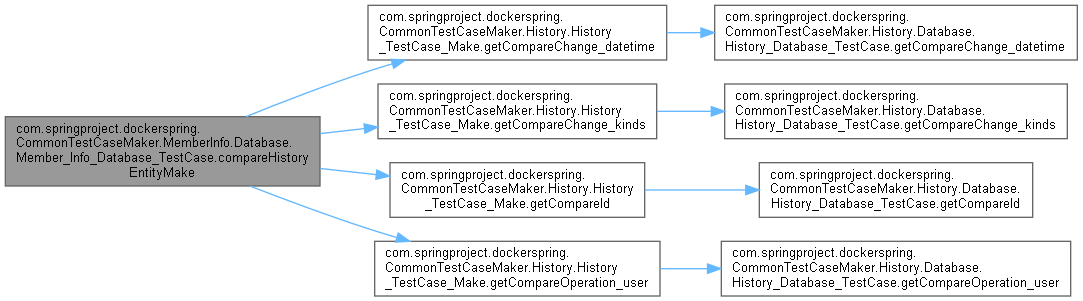 com.springproject.dockerspring.
CommonTestCaseMaker.MemberInfo.Database.
Member_Info_Database_TestCase.compareHistory
EntityMake
com.springproject.dockerspring.
CommonTestCaseMaker.History.History
_TestCase_Make.getCompareChange_datetime
com.springproject.dockerspring.
CommonTestCaseMaker.History.Database.
History_Database_TestCase.getCompareChange_datetime
com.springproject.dockerspring.
CommonTestCaseMaker.History.History
_TestCase_Make.getCompareChange_kinds
com.springproject.dockerspring.
CommonTestCaseMaker.History.Database.
History_Database_TestCase.getCompareChange_kinds
com.springproject.dockerspring.
CommonTestCaseMaker.History.History
_TestCase_Make.getCompareId
com.springproject.dockerspring.
CommonTestCaseMaker.History.Database.
History_Database_TestCase.getCompareId
com.springproject.dockerspring.
CommonTestCaseMaker.History.History
_TestCase_Make.getCompareOperation_user
com.springproject.dockerspring.
CommonTestCaseMaker.History.Database.
History_Database_TestCase.getCompareOperation_user